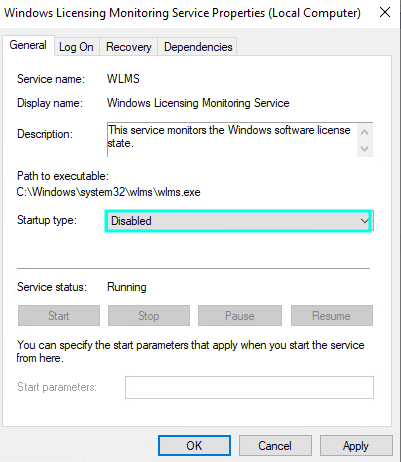 Windows Licensing Monitoring Service Properties (Local Computer)
General Log On Recovery Dependencies
Service name: WLMS
Display name: Windows Licensing Monitoring Service
Description: This service monitors the Windows software license
state.
Path to executable:
C:\Windows\system32\wlms\wlms.exe
Startup type: Disabled
Service status: Running
Start Stop Pause Resume
You can specify the start parameters that apply when you start the service
from here.
Start parameters:
OK Cancel Apply